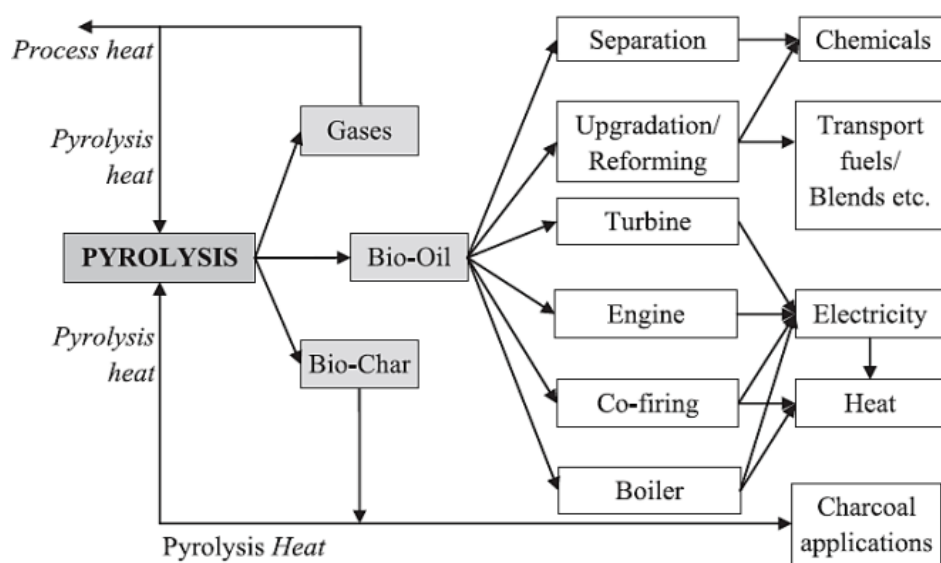 Process heat
Pyrolysis
heat
Gases
PYROLYSIS
Bio-Oil
Pyrolysis
heat
Bio-Char
Pyrolysis Heat
Separation
Upgradation/
Reforming
Turbine
Engine
Co-firing
Boiler
Chemicals
Transport
fuels/
Blends etc.
Electricity
Heat
Charcoal
applications